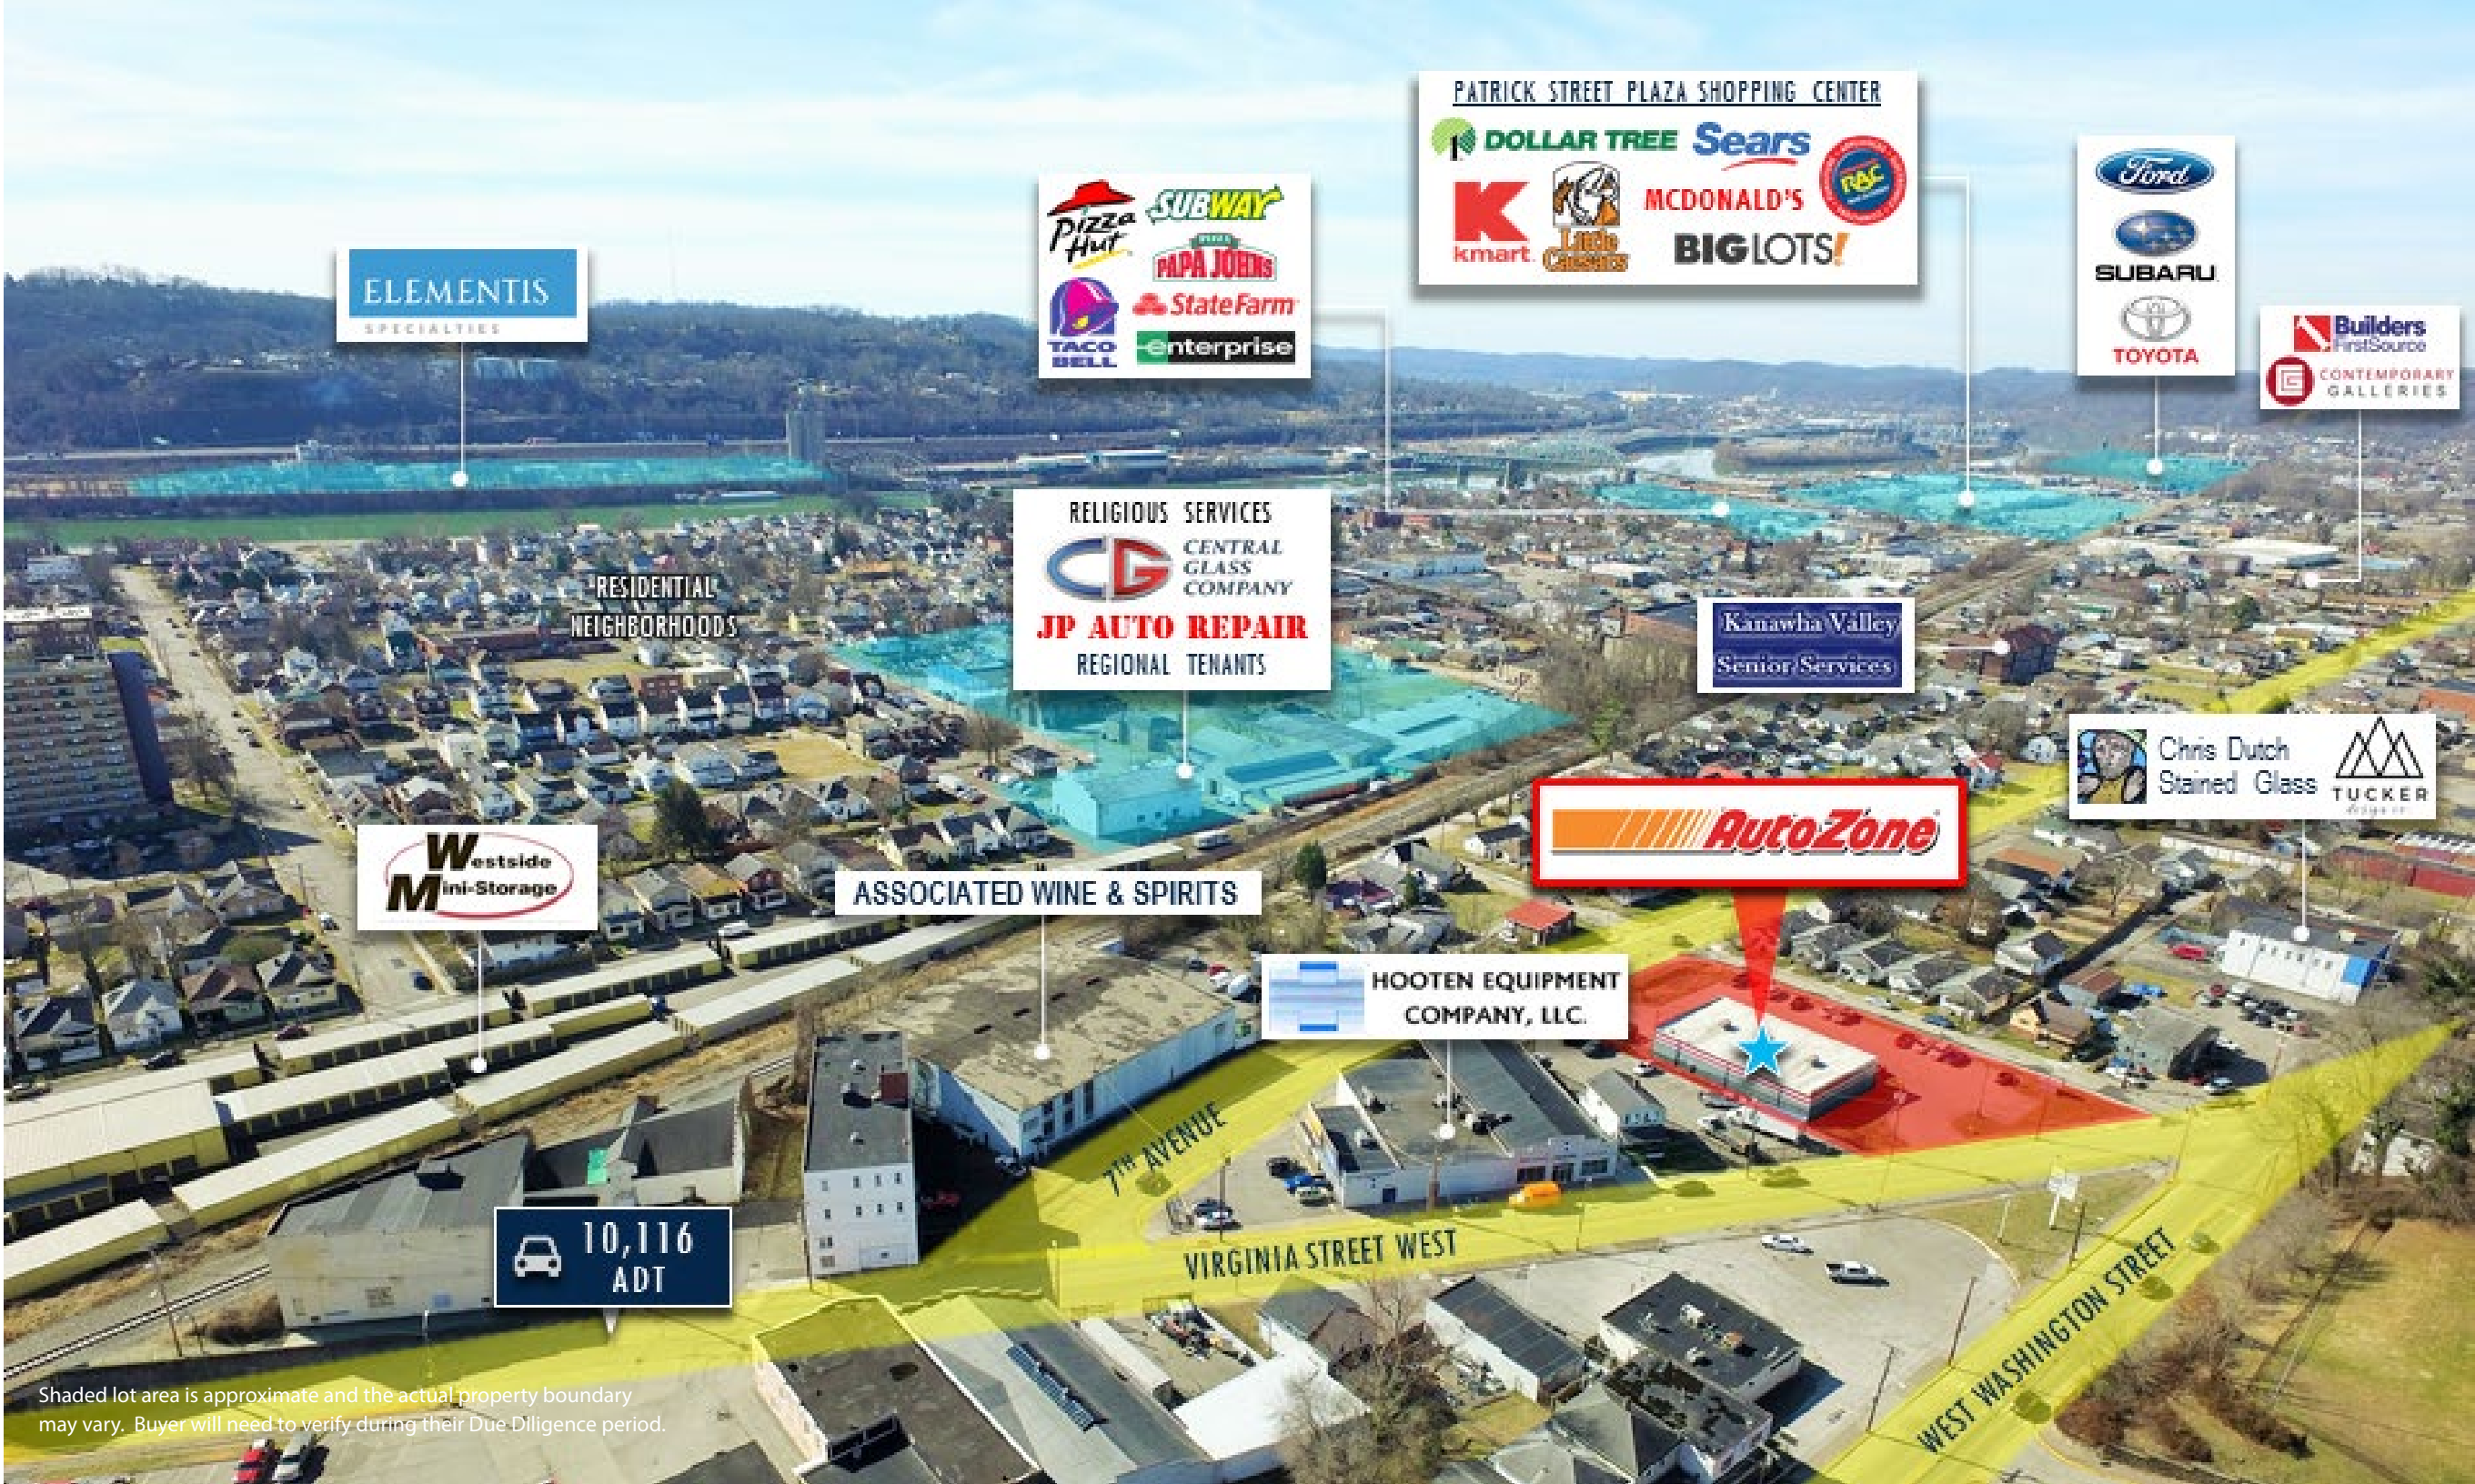 PATRICK STREET PLAZA SHOPPING CENTER
DOLLAR TREE
Sears
kmart
Little Caesars
MCDONALD'S
RAC
BIG LOTS!
Pizza Hut
SUBWAY
PAPA JOHNS
TACO BELL
StateFarm
enterprise
Ford
SUBARU
TOYOTA
Builders
FirstSource
CONTEMPORARY
GALLERIES
ELEMENTIS
SPECIALTIES
RELIGIOUS SERVICES
CG
CENTRAL
GLASS
COMPANY
JP AUTO REPAIR
REGIONAL TENANTS
RESIDENTIAL
NEIGHBORHOODS
Kanawha Valley
Senior Services
Chris Dutch
Stained Glass
TUCKER
AutoZone
Westside
Mini-Storage
ASSOCIATED WINE & SPIRITS
HOOTEN EQUIPMENT
COMPANY, LLC.
7TH AVENUE
10,116
ADT
VIRGINIA STREET WEST
WEST WASHINGTON STREET
Shaded lot area is approximate and the actual property boundary
may vary. Buyer will need to verify during their Due Diligence period.